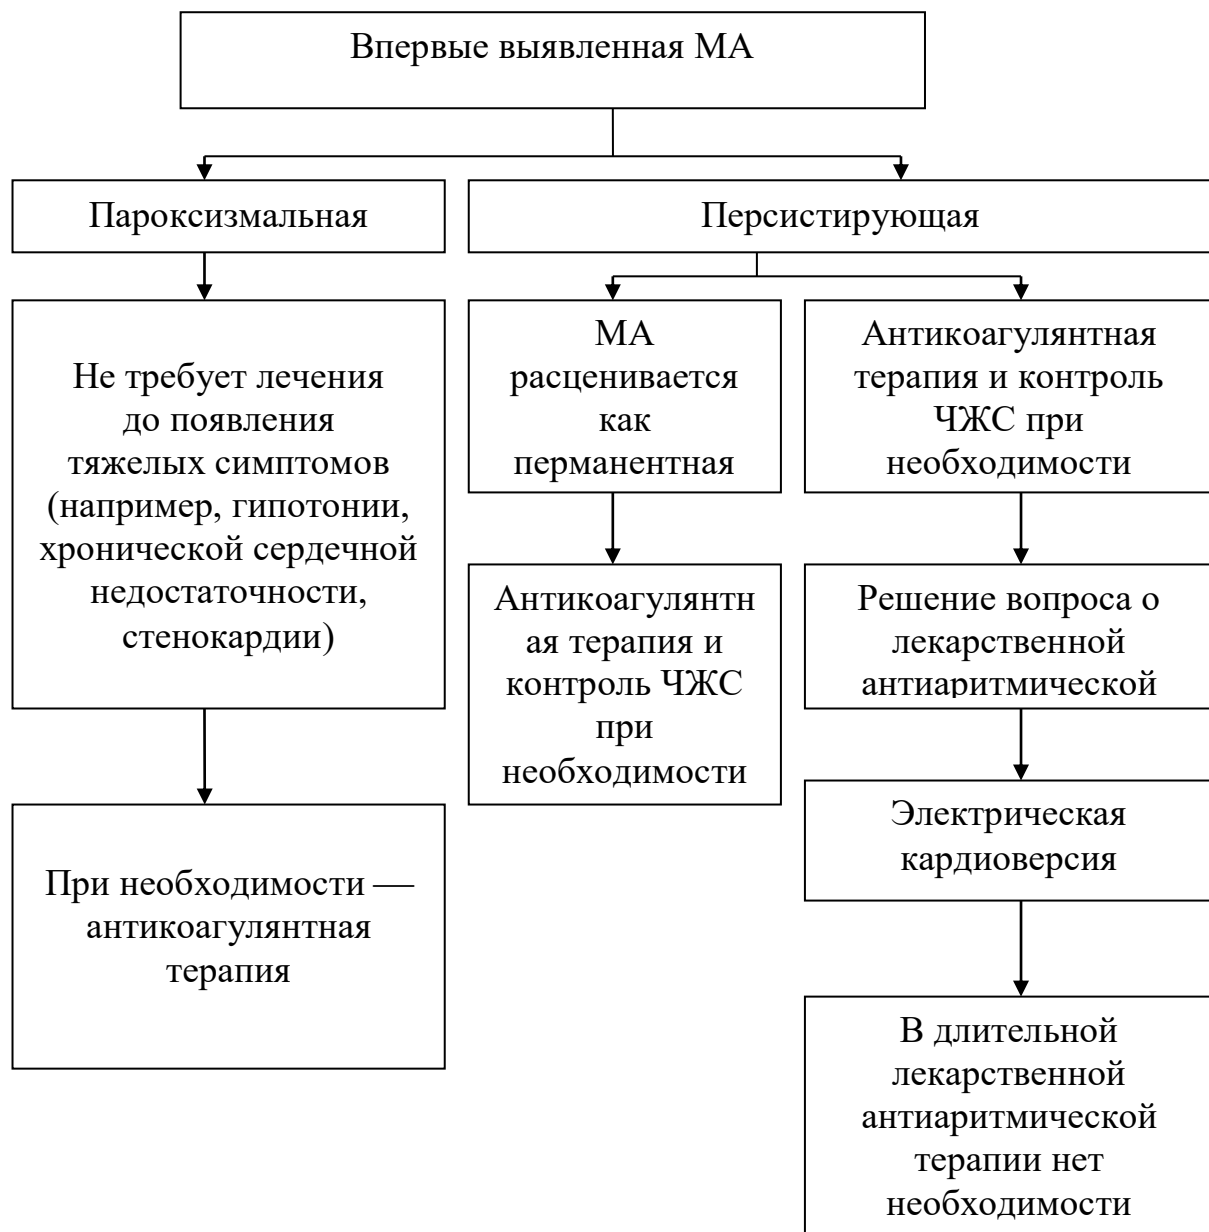 Впервые выявленная МА
Пароксизмальная
Персистирующая
Не требует лечения
до появления
тяжелых симптомов
(например, гипотонии,
хронической сердечной
недостаточности,
стенокардии)
При необходимости —
антикоагулянтная
терапия
МА
расценивается
как
перманентная
Антикоагулянтн
ая терапия и
контроль ЧЖС
при
необходимости
Антикоагулянтная
терапия и контроль
ЧЖС при
необходимости
Решение вопроса о
лекарственной
антиаритмической
Электрическая
кардиоверсия
В длительной
лекарственной
антиаритмической
терапии нет
необходимости